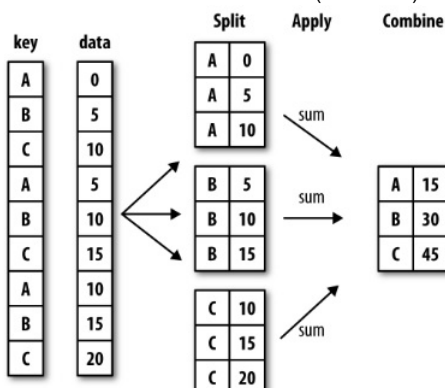 Split Apply Combine
key data
A 0
B 5
C 10
A 5
B 10
C 15
A 10
B 15
C 20
A 0
A 5
A 10
sum
B 5
B 10
B 15
sum
C 10
C 15
C 20
sum
A 15
B 30
C 45